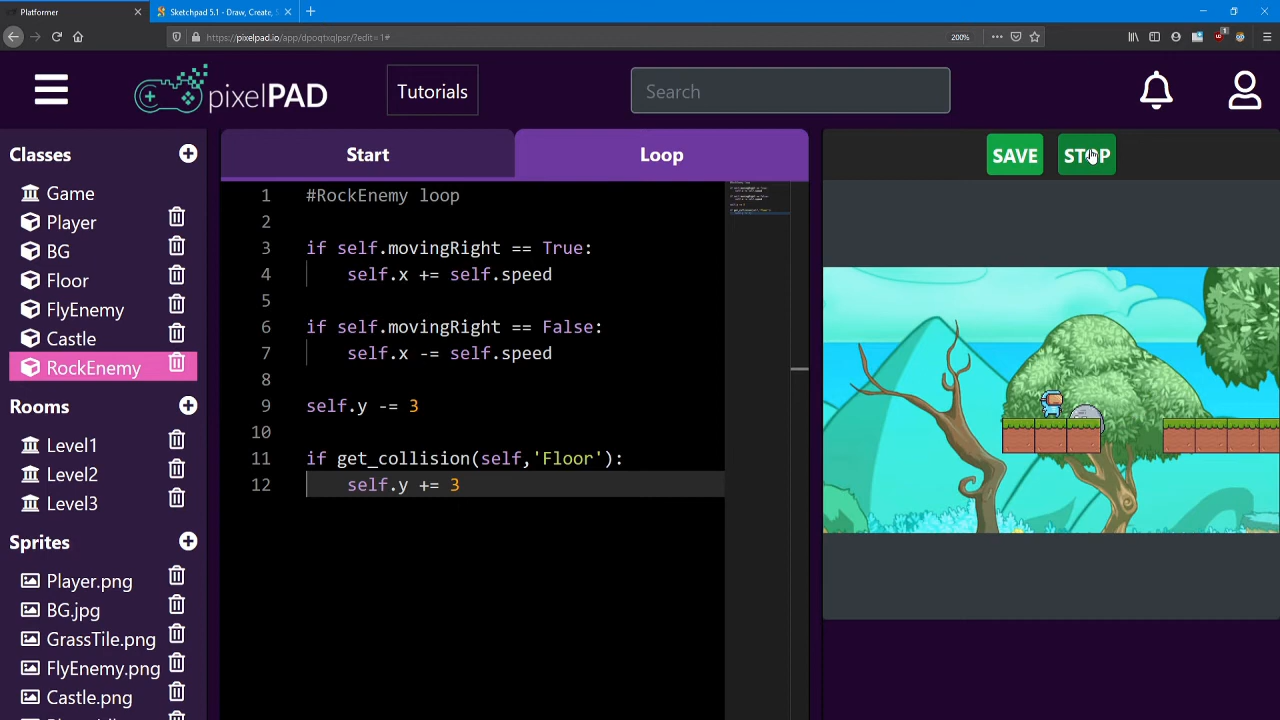 Platformer
Sketchpad 5.1 - Draw, Create,
https://pixelpad.io/app/dpoqtxqlpsr/?edit=1#
200%
pixelPAD
Tutorials
Search
Classes
Game
Player
BG
Floor
FlyEnemy
Castle
RockEnemy
Rooms
Level1
Level2
Level3
Sprites
Player.png
BG.jpg
GrassTile.png
FlyEnemy.png
Castle.png
Start
Loop
1 #RockEnemy loop
2
3 if self.movingRight == True:
4 self.x += self.speed
5
6 if self.movingRight == False:
7 self.x -= self.speed
8
9 self.y -= 3
10
11 if get_collision(self,'Floor'):
12 self.y += 3
SAVE
STOP